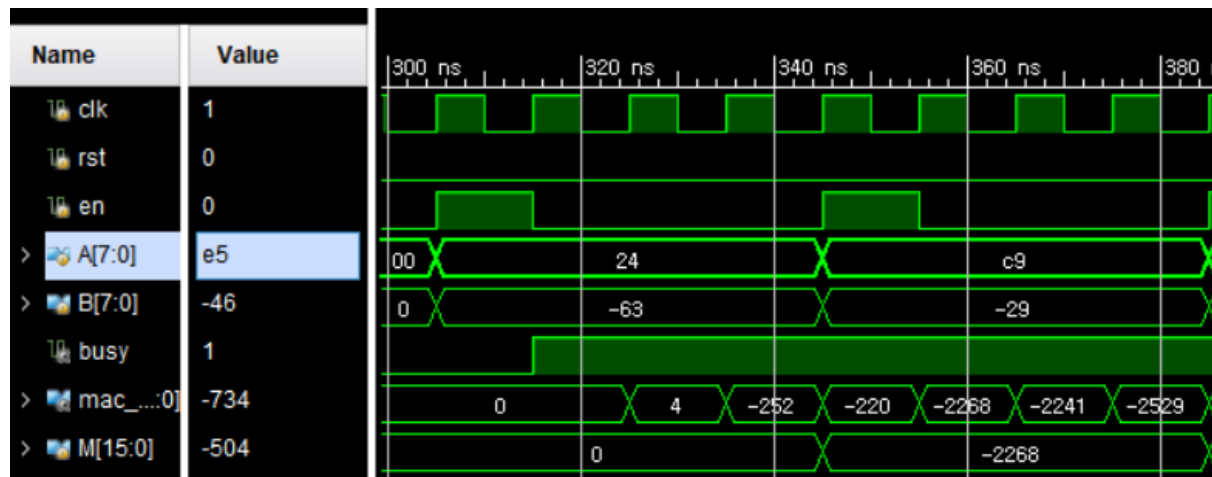 Name Value
300 ns 320 ns 340 ns 360 ns 380
clk 1
rst 0
en 0
A[7:0] e5 00 24 c9
B[7:0] -46 0 -63 -29
busy 1
mac_...:0] -734 0 4 -252 -220 -2268 -2241 -2529
M[15:0] -504 0 -2268